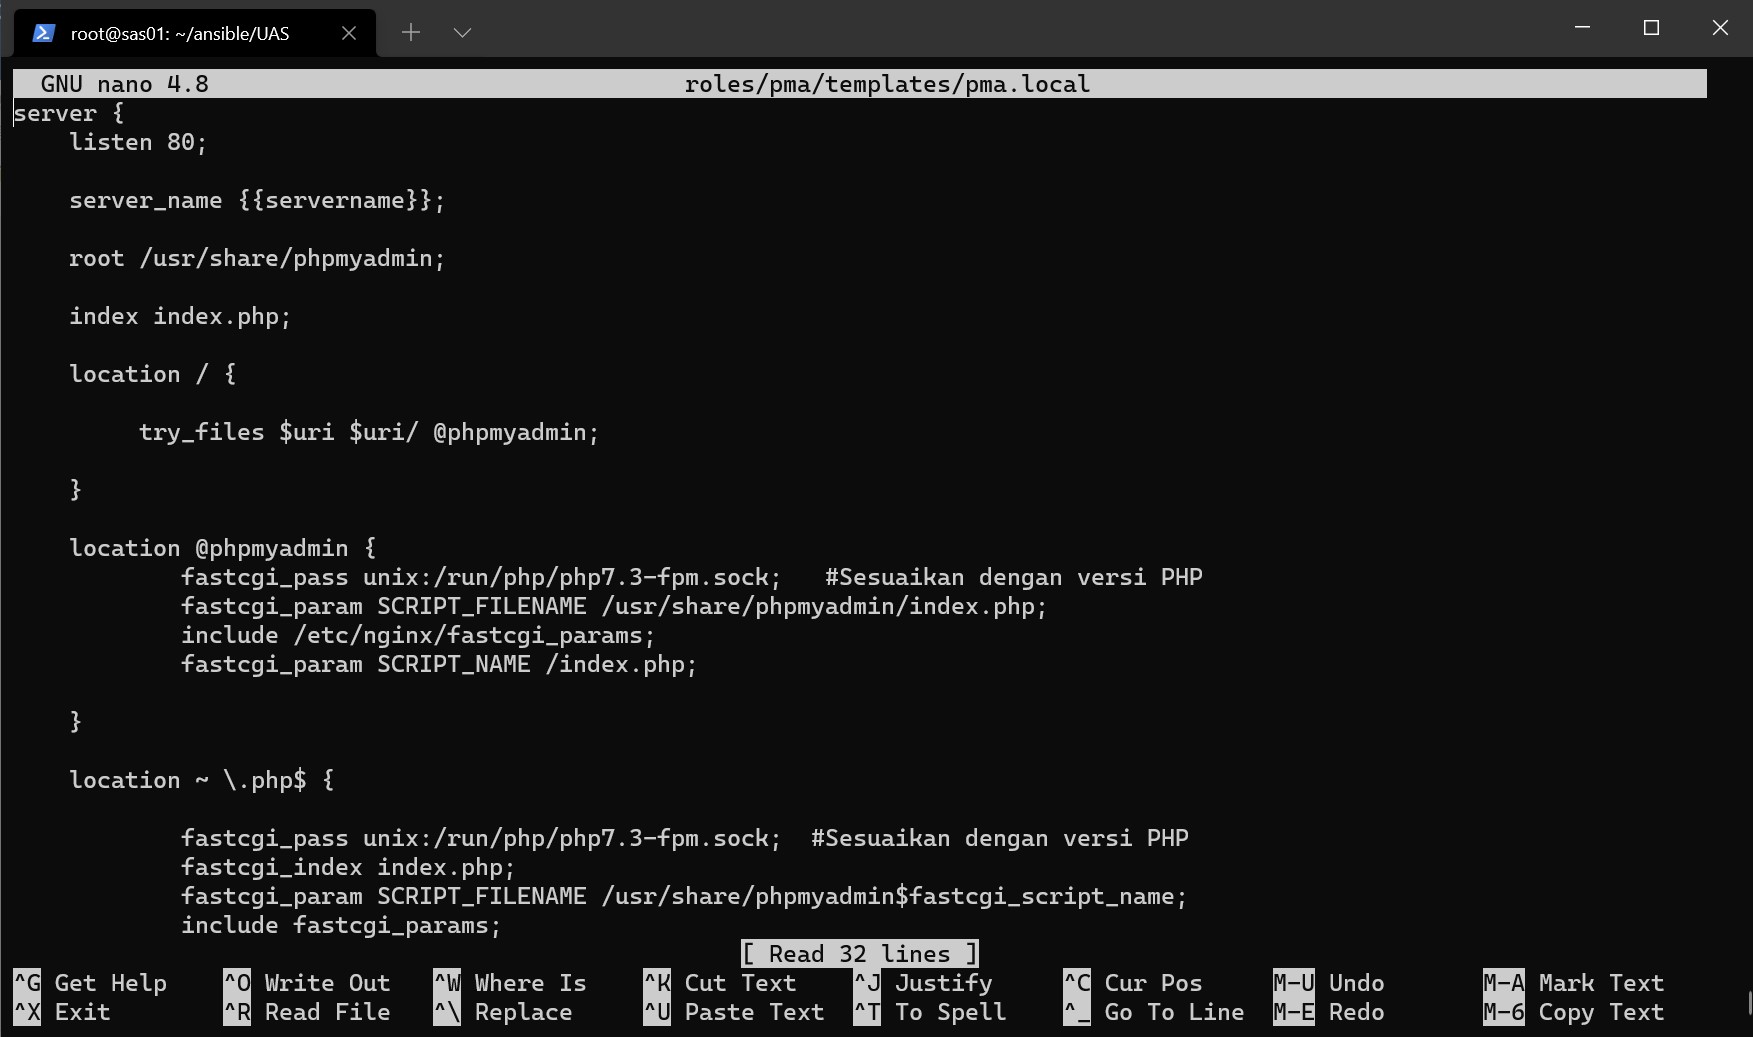 root@sas01: ~/ansible/UAS
GNU nano 4.8 roles/pma/templates/pma.local
server {
    listen 80;

    server_name {{servername}};

    root /usr/share/phpmyadmin;

    index index.php;

    location / {

         try_files $uri $uri/ @phpmyadmin;

    }

    location @phpmyadmin {
            fastcgi_pass unix:/run/php/php7.3-fpm.sock;   #Sesuaikan dengan versi PHP
            fastcgi_param SCRIPT_FILENAME /usr/share/phpmyadmin/index.php;
            include /etc/nginx/fastcgi_params;
            fastcgi_param SCRIPT_NAME /index.php;

    }

    location ~ \.php$ {

            fastcgi_pass unix:/run/php/php7.3-fpm.sock;  #Sesuaikan dengan versi PHP
            fastcgi_index index.php;
            fastcgi_param SCRIPT_FILENAME /usr/share/phpmyadmin$fastcgi_script_name;
            include fastcgi_params;
[ Read 32 lines ]
^G Get Help ^O Write Out ^W Where Is ^K Cut Text ^J Justify ^C Cur Pos M-U Undo M-A Mark Text
^X Exit ^R Read File ^\ Replace ^U Paste Text ^T To Spell ^_ Go To Line M-E Redo M-6 Copy Text